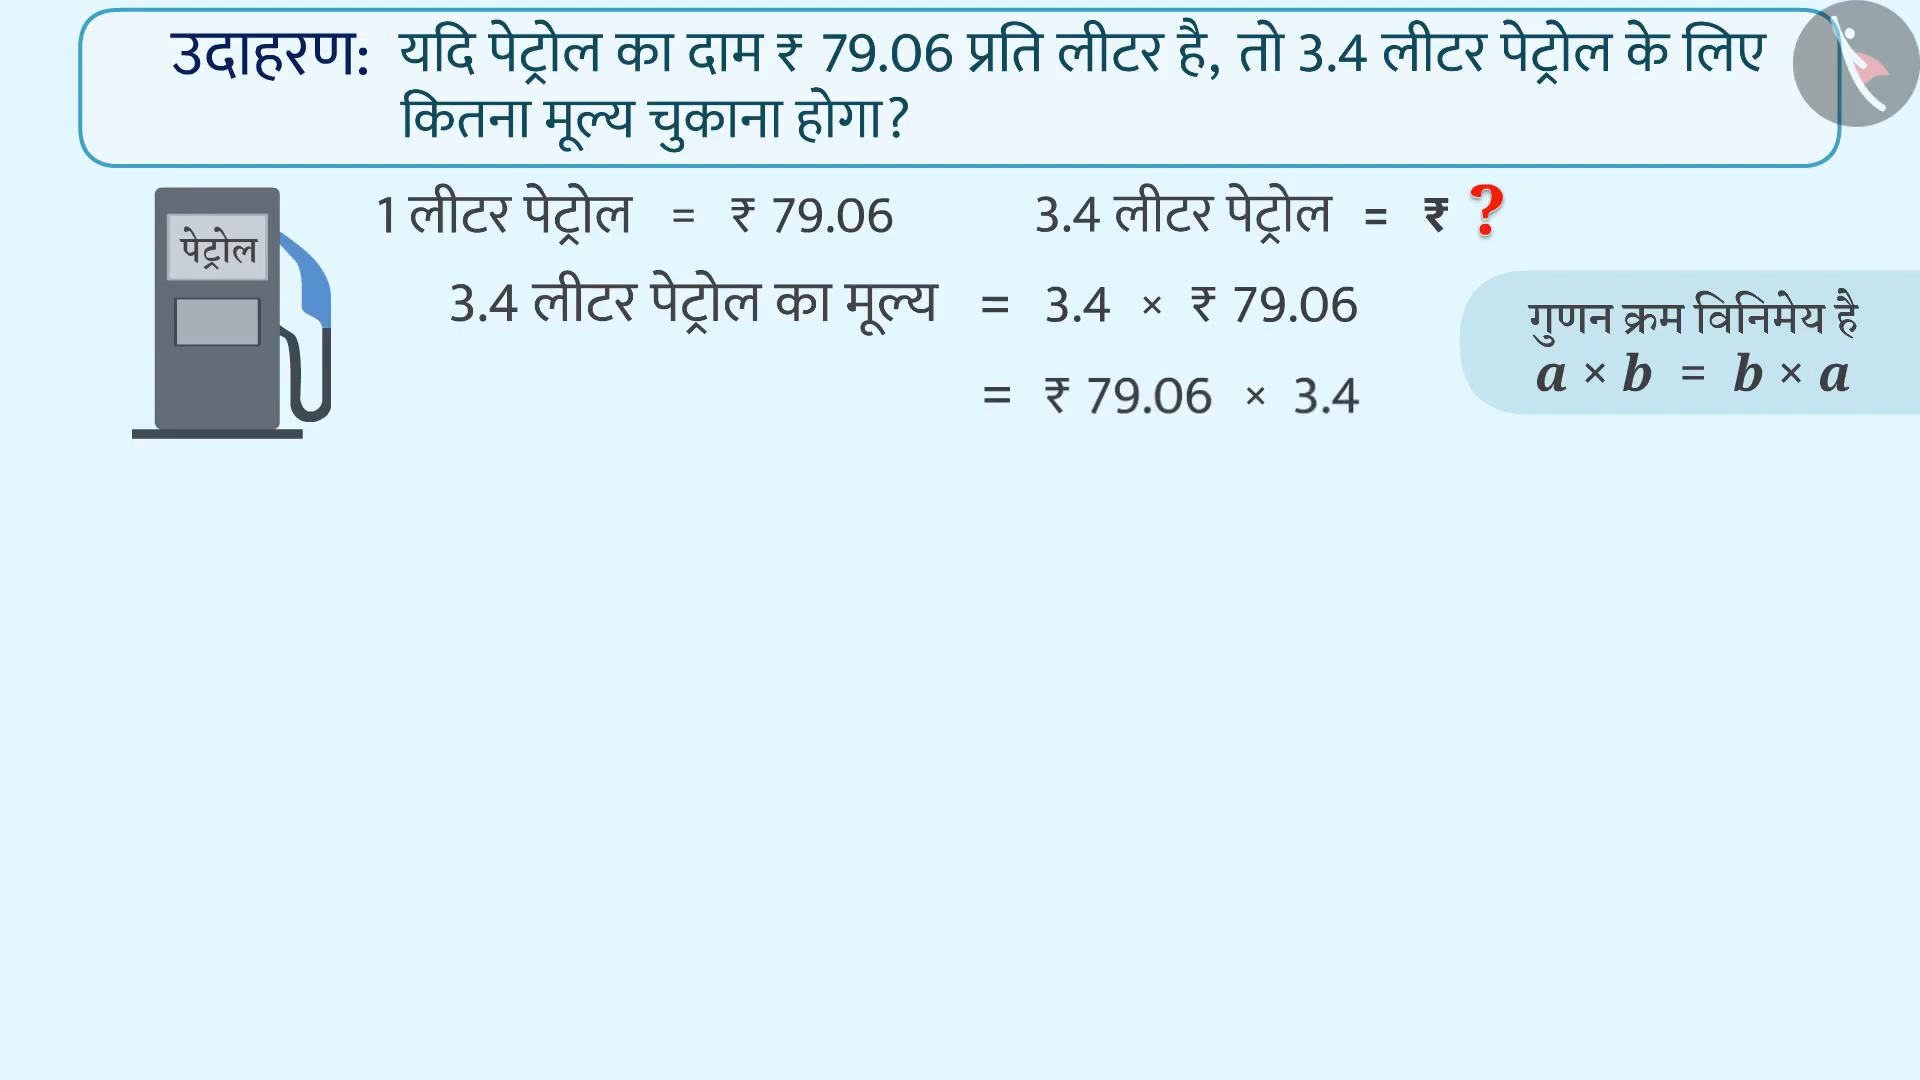 उदाहरण: यदि पेट्रोल का दाम ₹ 79.06 प्रति लीटर है, तो 3.4 लीटर पेट्रोल के लिए
कितना मूल्य चुकाना होगा?
पेट्रोल
1 लीटर पेट्रोल = ₹ 79.06
3.4 लीटर पेट्रोल = ₹ ?
3.4 लीटर पेट्रोल का मूल्य = 3.4 × ₹ 79.06
= ₹ 79.06 × 3.4
गुणन क्रम विनिमेय है
a × b = b × a